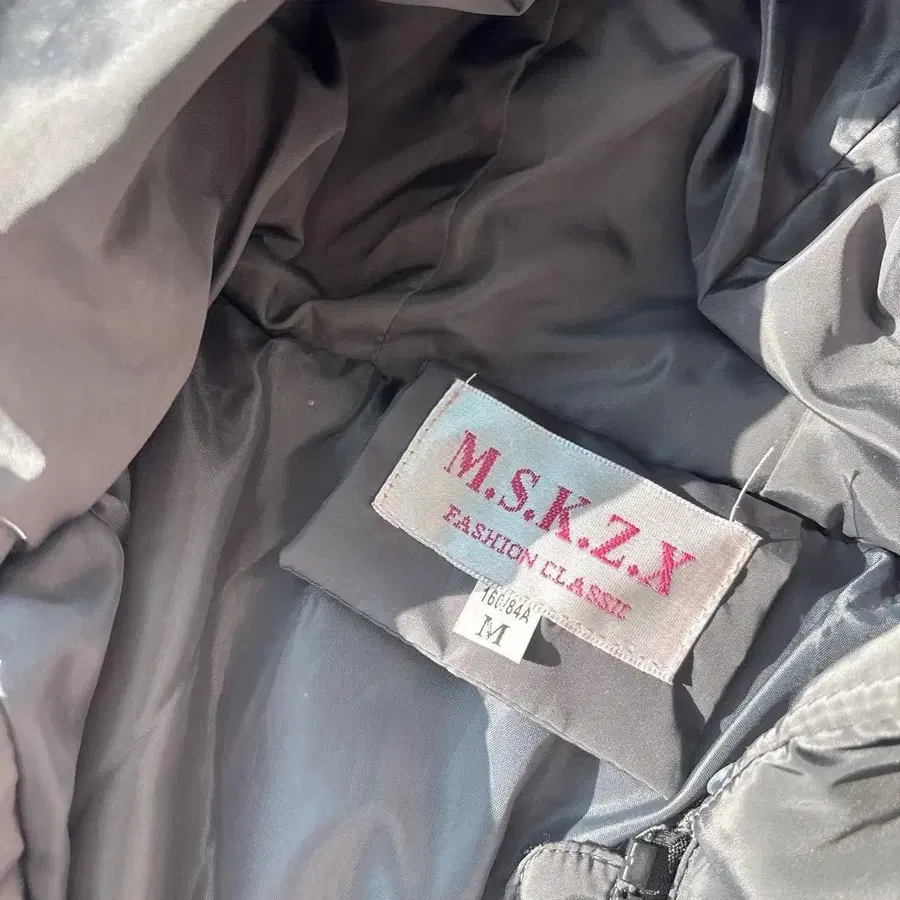 M.S.K.Z.X
FASHION CLASSIC
160/84A
M